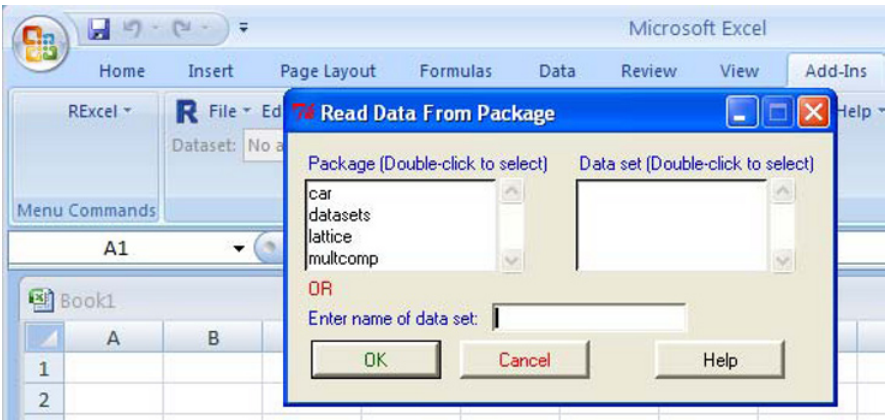 Microsoft Excel
Home Insert Page Layout Formulas Data Review View Add-Ins
RExcel R File Ed Help
Dataset: No a
Menu Commands
A1
Read Data From Package
Package (Double-click to select) Data set (Double-click to select)
car
datasets
lattice
multcomp
OR
Enter name of data set:
OK Cancel Help
Book1
A B
1
2